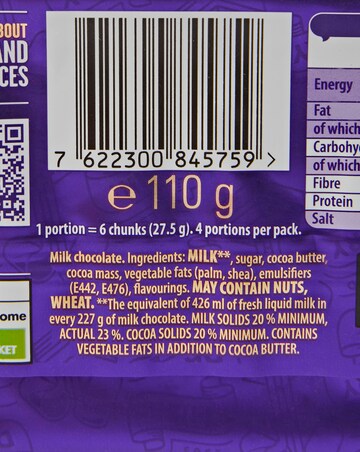 BOUT
AND
CES
7 622300 845759 >
e 110 g
1 portion = 6 chunks (27.5 g). 4 portions per pack.
Milk chocolate. Ingredients: MILK**, sugar, cocoa butter,
cocoa mass, vegetable fats (palm, shea), emulsifiers
(E442, E476), flavourings. MAY CONTAIN NUTS,
WHEAT. **The equivalent of 426 ml of fresh liquid milk in
every 227 g of milk chocolate. MILK SOLIDS 20 % MINIMUM,
ACTUAL 23 %. COCOA SOLIDS 20 % MINIMUM. CONTAINS
VEGETABLE FATS IN ADDITION TO COCOA BUTTER.
ome
KET
Energy
Fat
of which
Carbohy
of which
Fibre
Protein
Salt